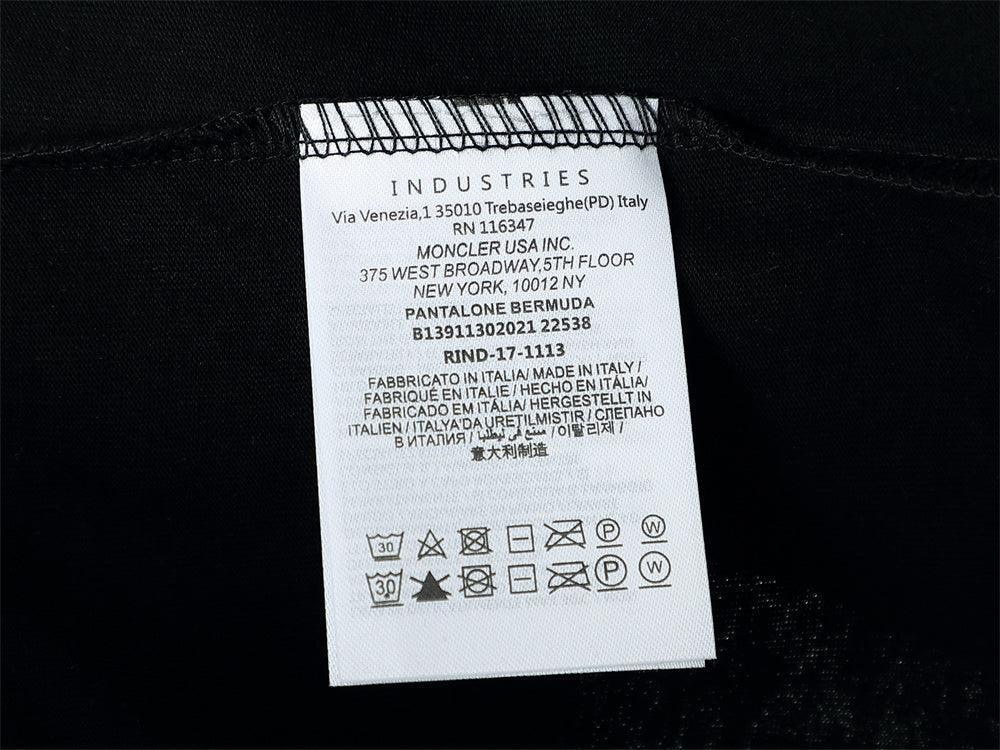 INDUSTRIES
Via Venezia,1 35010 Trebaseieghe(PD) Italy
RN 116347
MONCLER USA INC.
375 WEST BROADWAY,5TH FLOOR
NEW YORK, 10012 NY
PANTALONE BERMUDA
B13911302021 22538
RIND-17-1113
FABBRICATO IN ITALIA/ MADE IN ITALY /
FABRIQUÉ EN ITALIE / HECHO EN ITÁLIA/
FABRICADO EM ITÁLIA/ HERGESTELLT IN
ITALIEN / ITALYA'DA URETILMISTIR / СЛЕПАНО
В ИТАЛИЯ / / 이탈리제 /
意大利制造
30 P W
30 P W